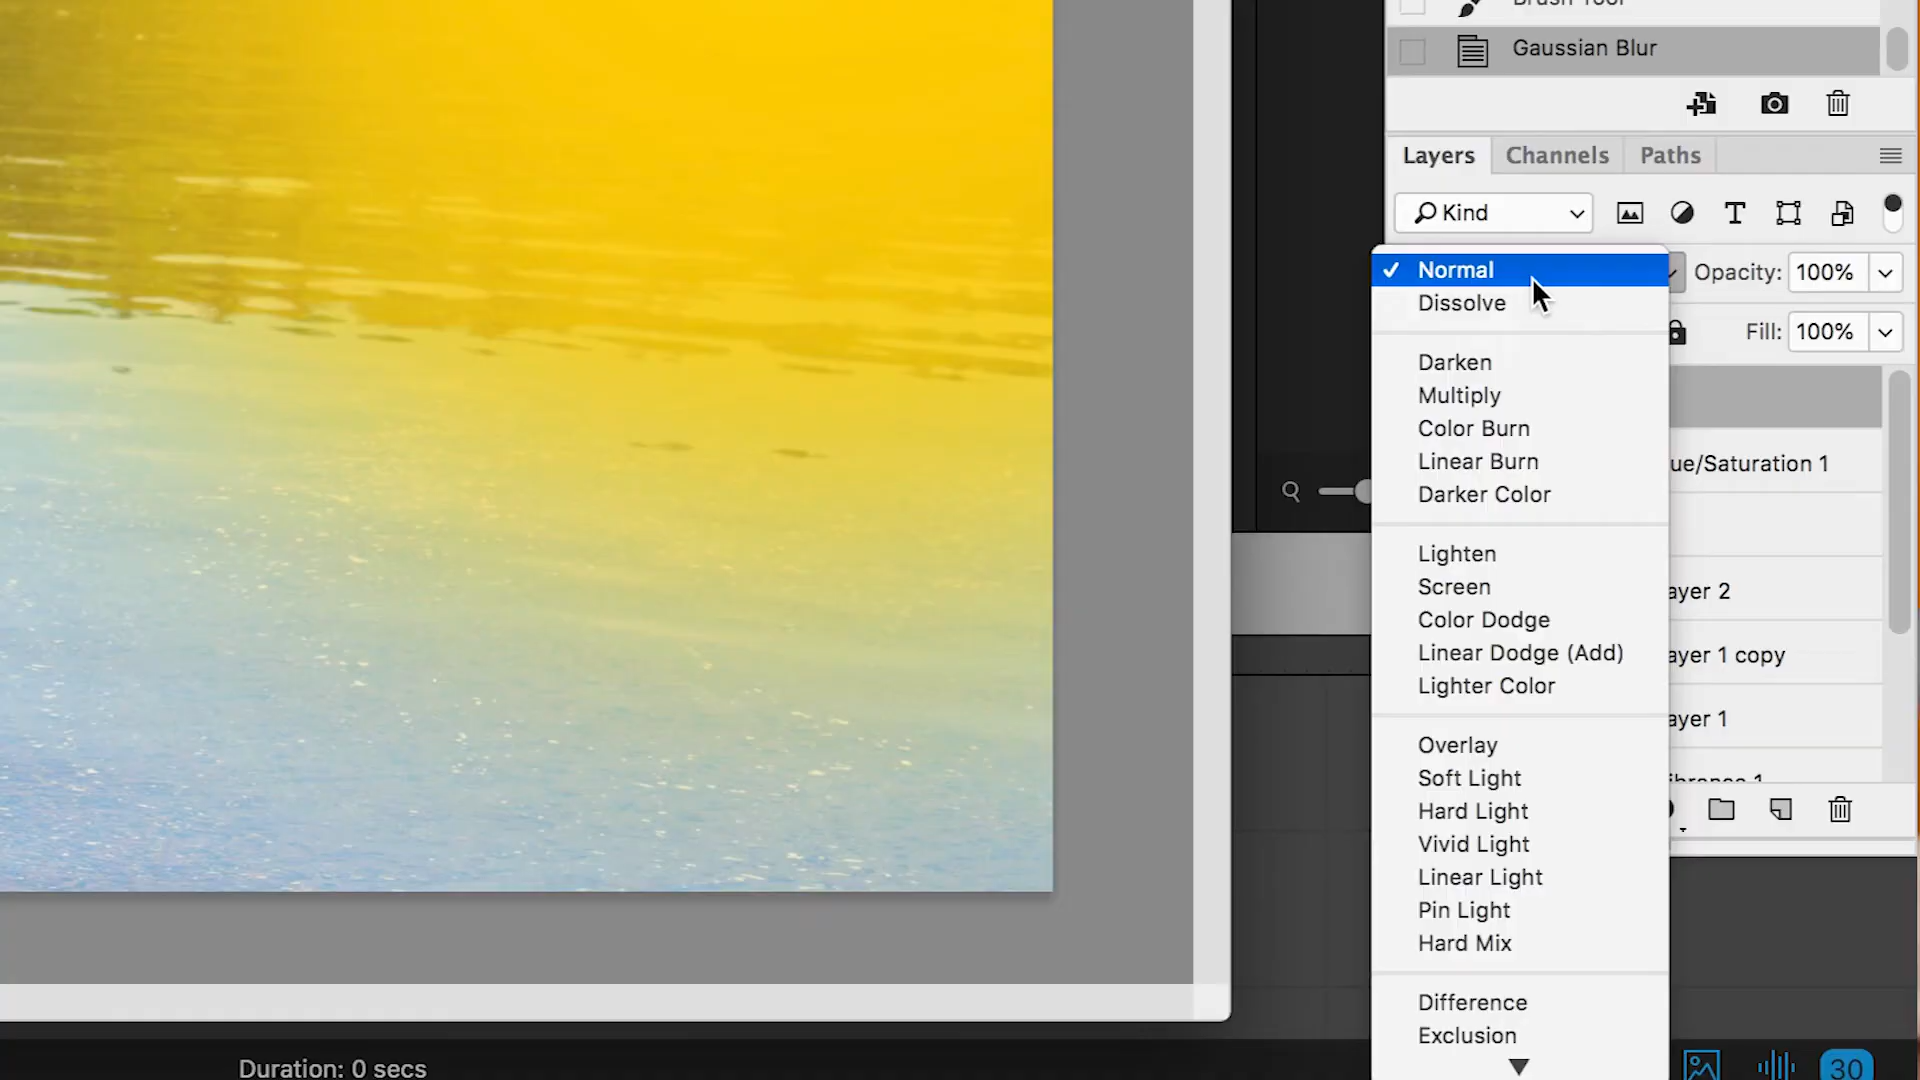 Brush Tool
Gaussian Blur
Layers Channels Paths
Kind
Normal
Opacity: 100%
Dissolve
Fill: 100%
Darken
Multiply
Color Burn
Linear Burn
ue/Saturation 1
Darker Color
Lighten
Screen
ayer 2
Color Dodge
Linear Dodge (Add)
ayer 1 copy
Lighter Color
ayer 1
Overlay
Soft Light
ibrance 1
Hard Light
Vivid Light
Linear Light
Pin Light
Hard Mix
Difference
Exclusion
Duration: 0 secs
30